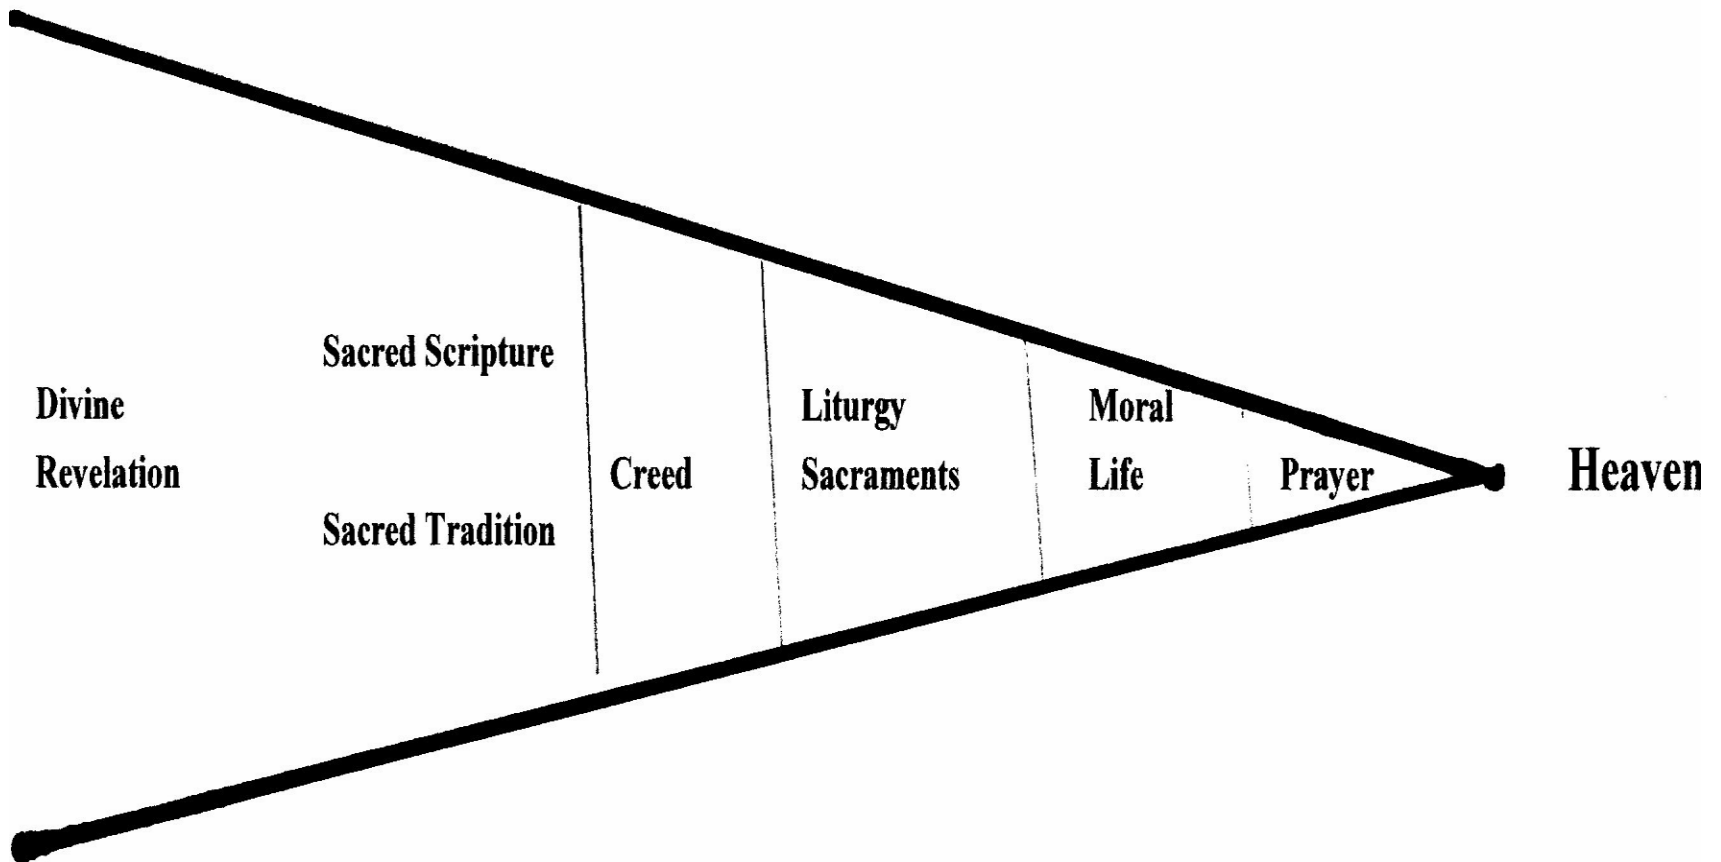 Divine
Revelation
Sacred Scripture
Sacred Tradition
Creed
Liturgy
Sacraments
Moral
Life
Prayer
Heaven